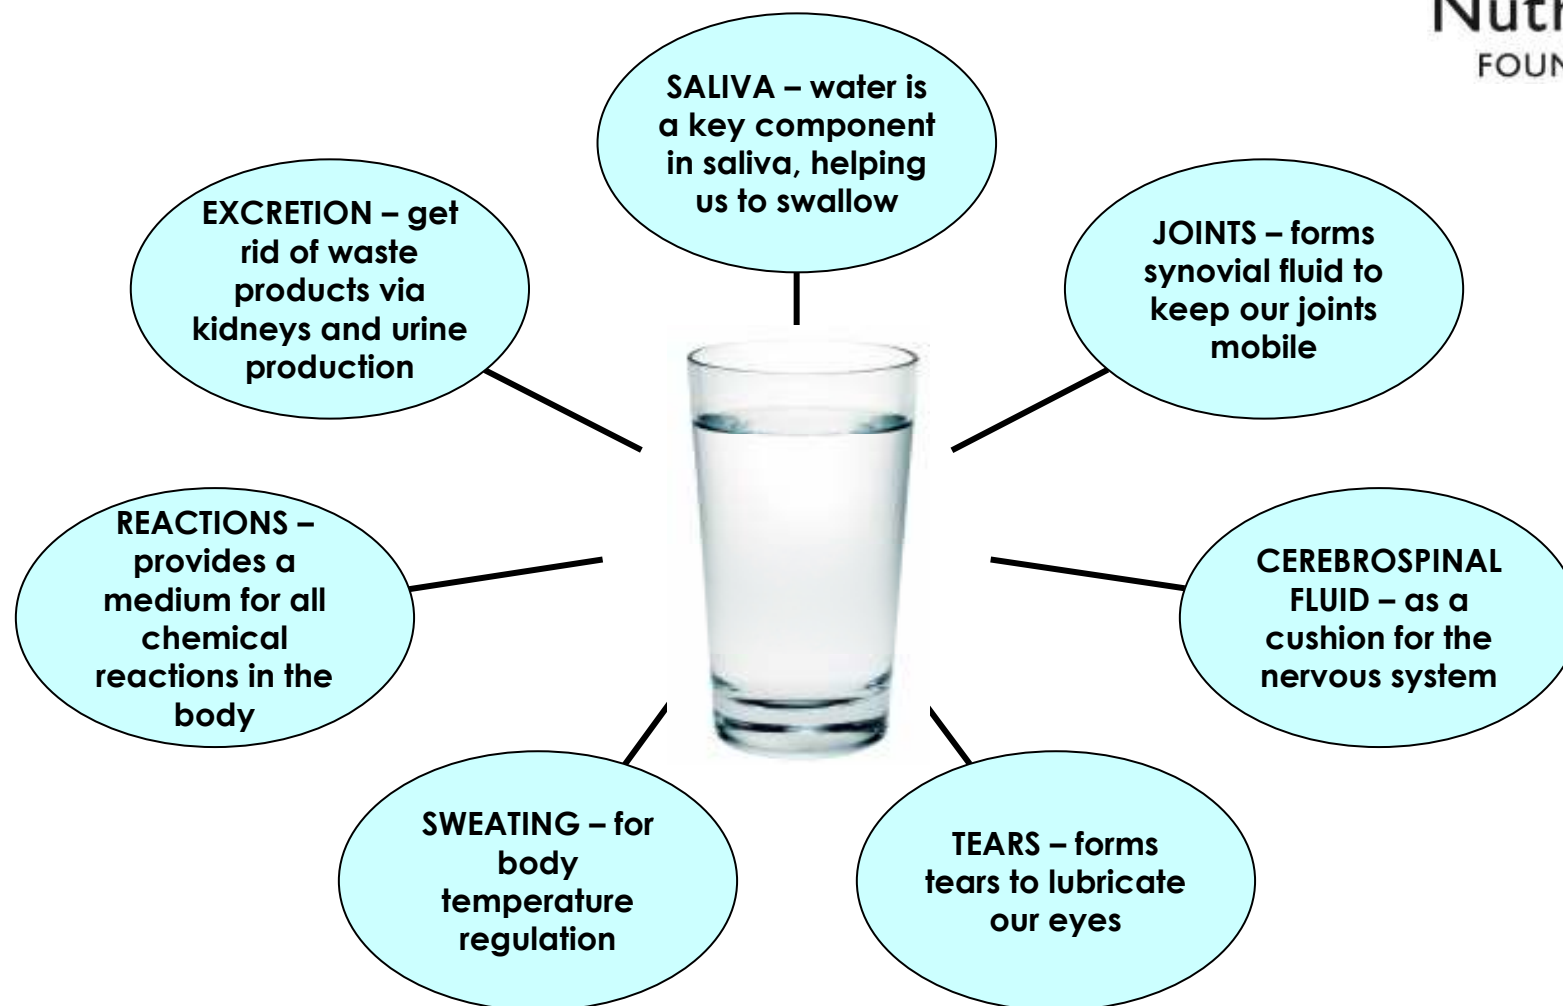 SALIVA – water is
a key component
in saliva, helping
us to swallow
JOINTS – forms
synovial fluid to
keep our joints
mobile
CEREBROSPINAL
FLUID – as a
cushion for the
nervous system
TEARS – forms
tears to lubricate
our eyes
SWEATING – for
body
temperature
regulation
REACTIONS –
provides a
medium for all
chemical
reactions in the
body
EXCRETION – get
rid of waste
products via
kidneys and urine
production